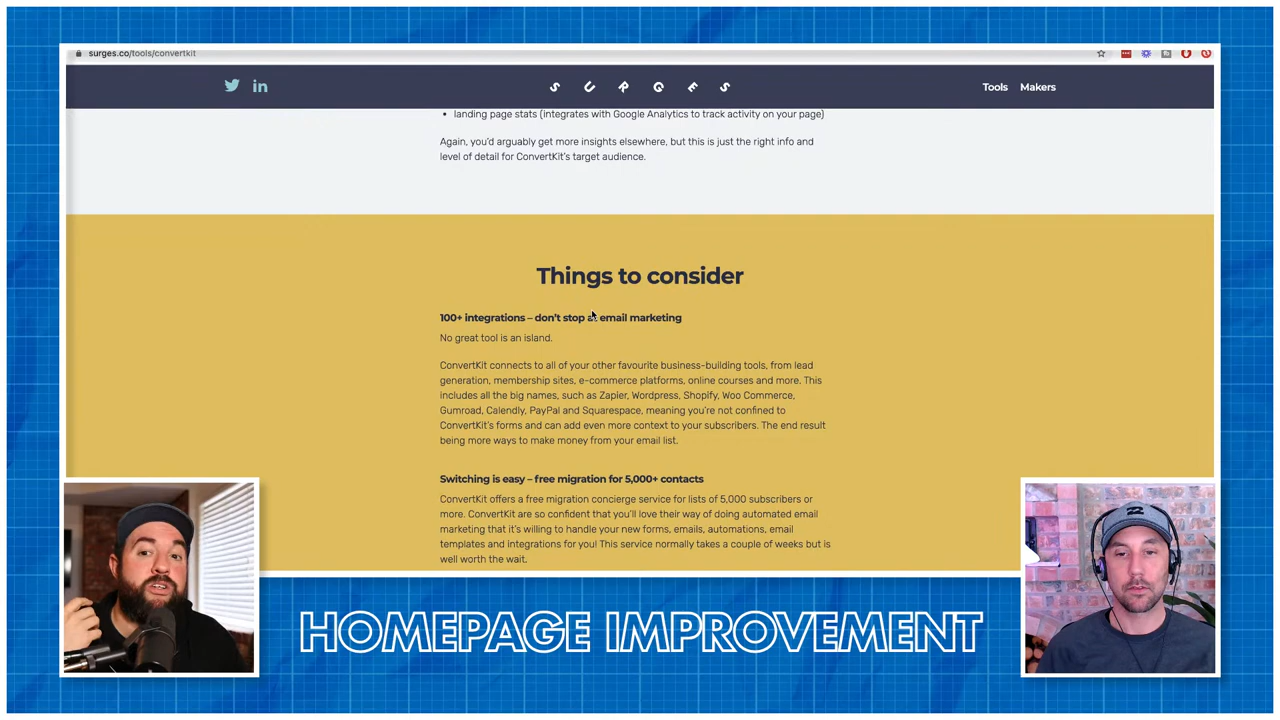 surges.co/tools/convertkit
SURGES
Tools Makers
landing page stats (integrates with Google Analytics to track activity on your page)
Again, you'd arguably get more insights elsewhere, but this is just the right info and
level of detail for ConvertKit's target audience.
Things to consider
100+ integrations – don't stop at email marketing
No great tool is an island.
ConvertKit connects to all of your other favourite business-building tools, from lead
generation, membership sites, e-commerce platforms, online courses and more. This
includes all the big names, such as Zapier, Wordpress, Shopify, Woo Commerce,
Gumroad, Calendly, PayPal and Squarespace, meaning you're not confined to
ConvertKit's forms and can add even more context to your subscribers. The end result
being more ways to make money from your email list.
Switching is easy – free migration for 5,000+ contacts
ConvertKit offers a free migration concierge service for lists of 5,000 subscribers or
more. ConvertKit are so confident that you'll love their way of doing automated email
marketing that it's willing to handle your new forms, emails, automations, email
templates and integrations for you! This service normally takes a couple of weeks but is
well worth the wait.
HOMEPAGE IMPROVEMENT